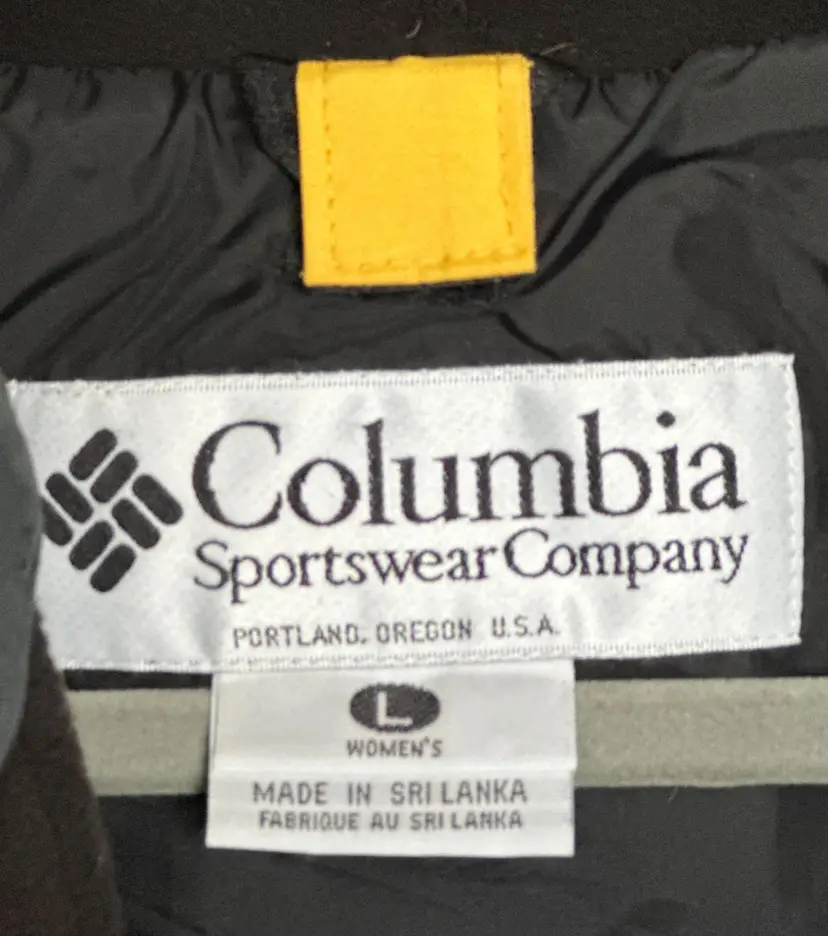 Columbia
Sportswear Company
PORTLAND, OREGON U.S.A.
L
WOMEN'S
MADE IN SRI LANKA
FABRIQUE AU SRI LANKA